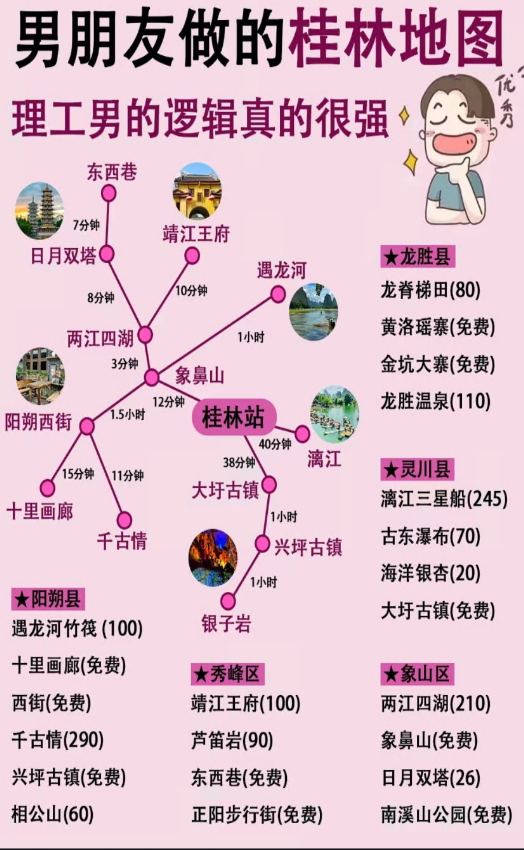 男朋友做的桂林地图
理工男的逻辑真的很强
优秀
东西巷
7分钟
日月双塔
靖江王府
8分钟
10分钟
遇龙河
两江四湖
1小时
3分钟
象鼻山
12分钟
桂林站
阳朔西街
1.5小时
40分钟
漓江
15分钟
11分钟
38分钟
大圩古镇
十里画廊
千古情
1小时
兴坪古镇
1小时
银子岩
★龙胜县
龙脊梯田(80)
黄洛瑶寨(免费)
金坑大寨(免费)
龙胜温泉(110)
★灵川县
漓江三星船(245)
古东瀑布(70)
海洋银杏(20)
大圩古镇(免费)
★阳朔县
遇龙河竹筏 (100)
十里画廊(免费)
西街(免费)
千古情(290)
兴坪古镇(免费)
相公山(60)
★秀峰区
靖江王府(100)
芦笛岩(90)
东西巷(免费)
正阳步行街(免费)
★象山区
两江四湖(210)
象鼻山(免费)
日月双塔(26)
南溪山公园(免费)